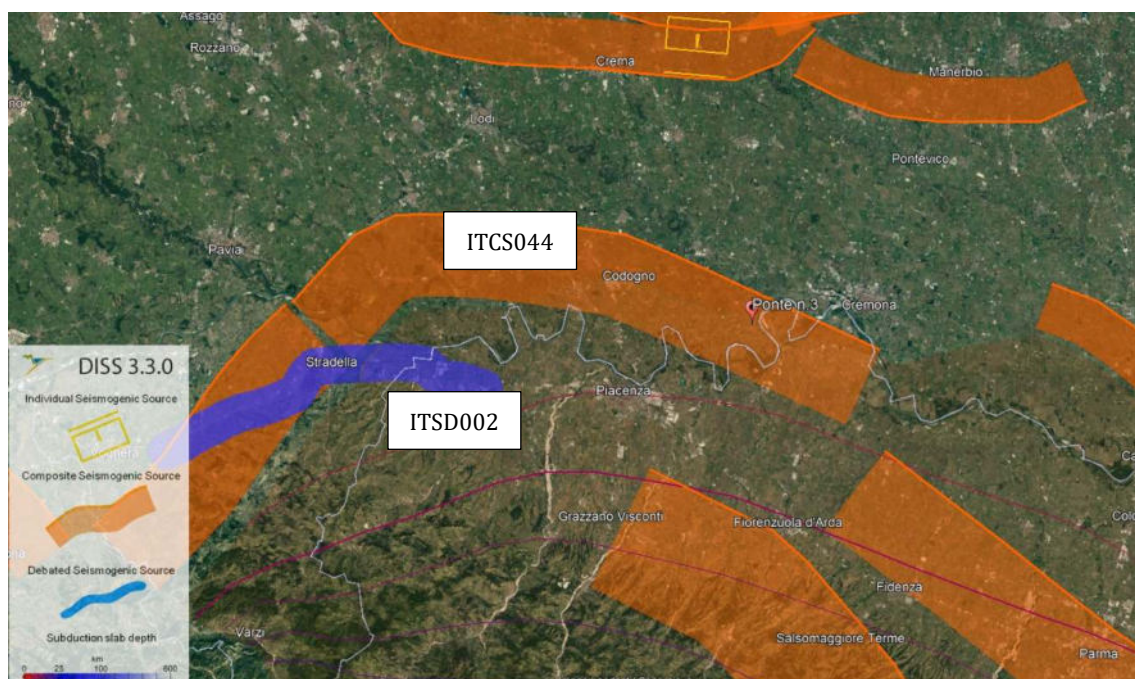 Assago
Rozzano
Crema
Manerbio
Lodi
Pontevico
ITCS044
Pavia
Codogno
Ponte n. 3
Cremona
Stradella
DISS 3.3.0
Individual Seismogenic Source
Piacenza
ITSD002
Composite Seismogenic Source
Grazzano Visconti
Fiorenzuola d'Arda
Debated Seismogenic Source
Fidenza
Subduction slab depth
Varzi
Salsomaggiore Terme
Parma
km
0 25 100 600